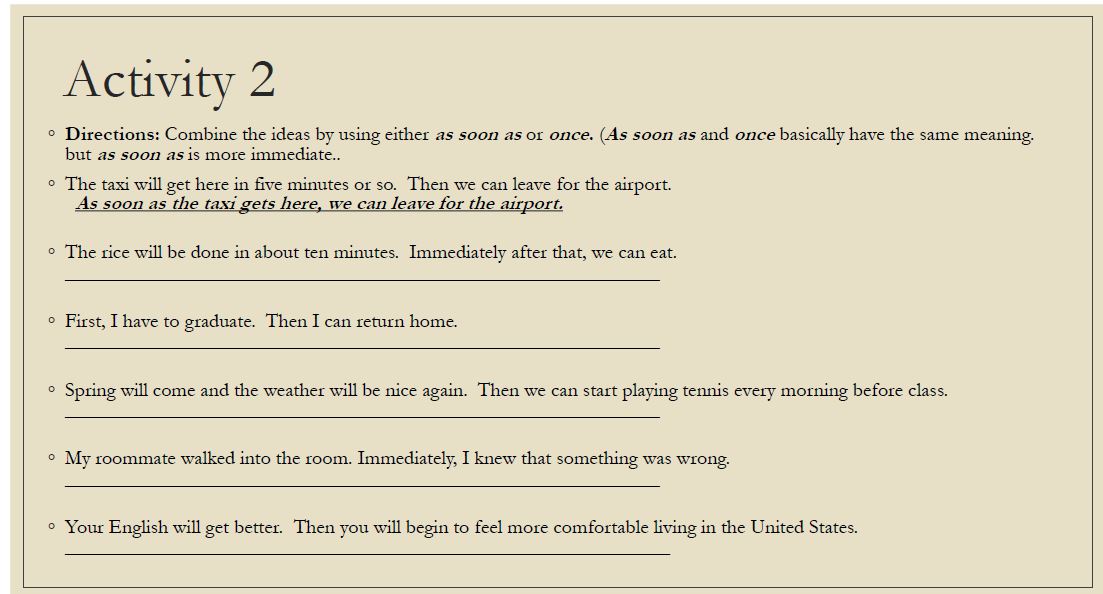 Activity 2
◦ Directions: Combine the ideas by using either as soon as or once. (As soon as and once basically have the same meaning.
but as soon as is more immediate..
◦ The taxi will get here in five minutes or so. Then we can leave for the airport.
As soon as the taxi gets here, we can leave for the airport.
◦ The rice will be done in about ten minutes. Immediately after that, we can eat.
◦ First, I have to graduate. Then I can return home.
◦ Spring will come and the weather will be nice again. Then we can start playing tennis every morning before class.
◦ My roommate walked into the room. Immediately, I knew that something was wrong.
◦ Your English will get better. Then you will begin to feel more comfortable living in the United States.